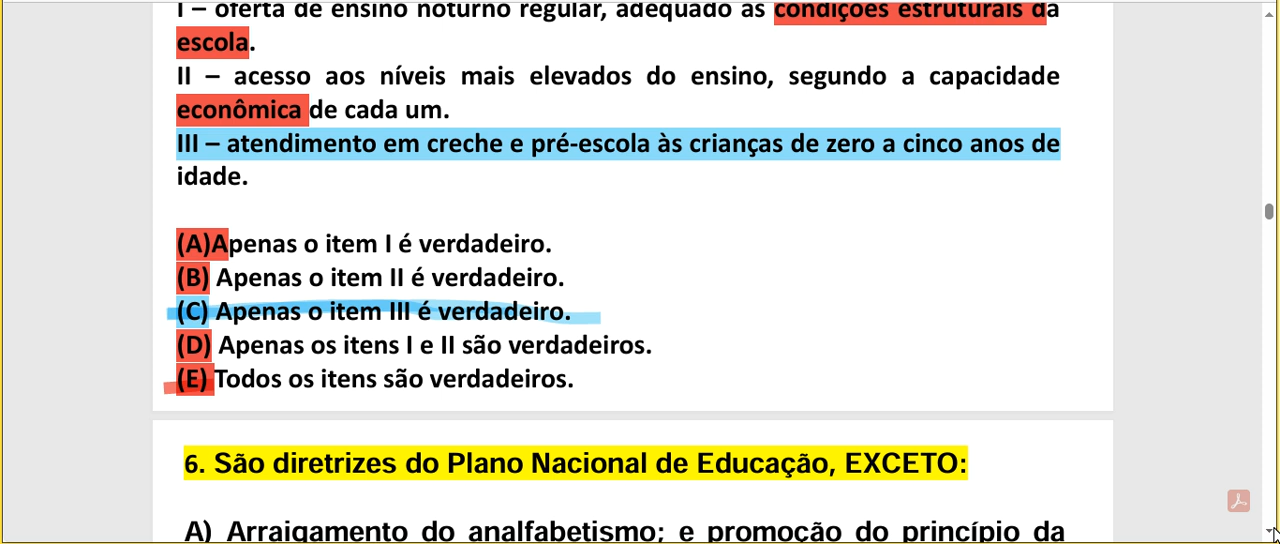 I – oferta de ensino noturno regular, adequado às condições estruturais da
escola.
II – acesso aos níveis mais elevados do ensino, segundo a capacidade
econômica de cada um.
III – atendimento em creche e pré-escola às crianças de zero a cinco anos de
idade.
(A)Apenas o item I é verdadeiro.
(B) Apenas o item II é verdadeiro.
(C) Apenas o item III é verdadeiro.
(D) Apenas os itens I e II são verdadeiros.
(E) Todos os itens são verdadeiros.
6. São diretrizes do Plano Nacional de Educação, EXCETO:
A) Arraigamento do analfabetismo; e promoção do princípio da